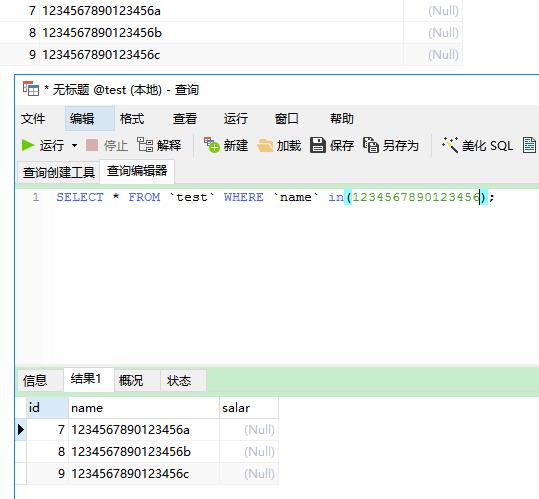 7 1234567890123456a (Null)
8 1234567890123456b (Null)
9 1234567890123456c (Null)
* 无标题 @test (本地) - 查询
文件 编辑 格式 查看 运行 窗口 帮助
运行 停止 解释 新建 加载 保存 另存为 美化 SQL
查询创建工具 查询编辑器
1 SELECT * FROM `test` WHERE `name` in(1234567890123456);
信息 结果1 概况 状态
id name salar
7 1234567890123456a (Null)
8 1234567890123456b (Null)
9 1234567890123456c (Null)